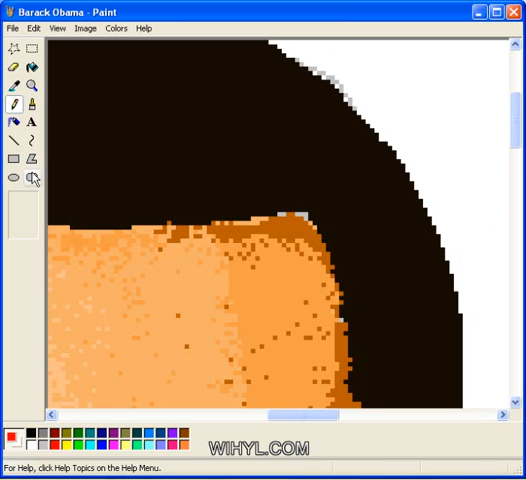 Barack Obama - Paint
File Edit View Image Colors Help
A
WIHYL.COM
For Help, click Help Topics on the Help Menu.